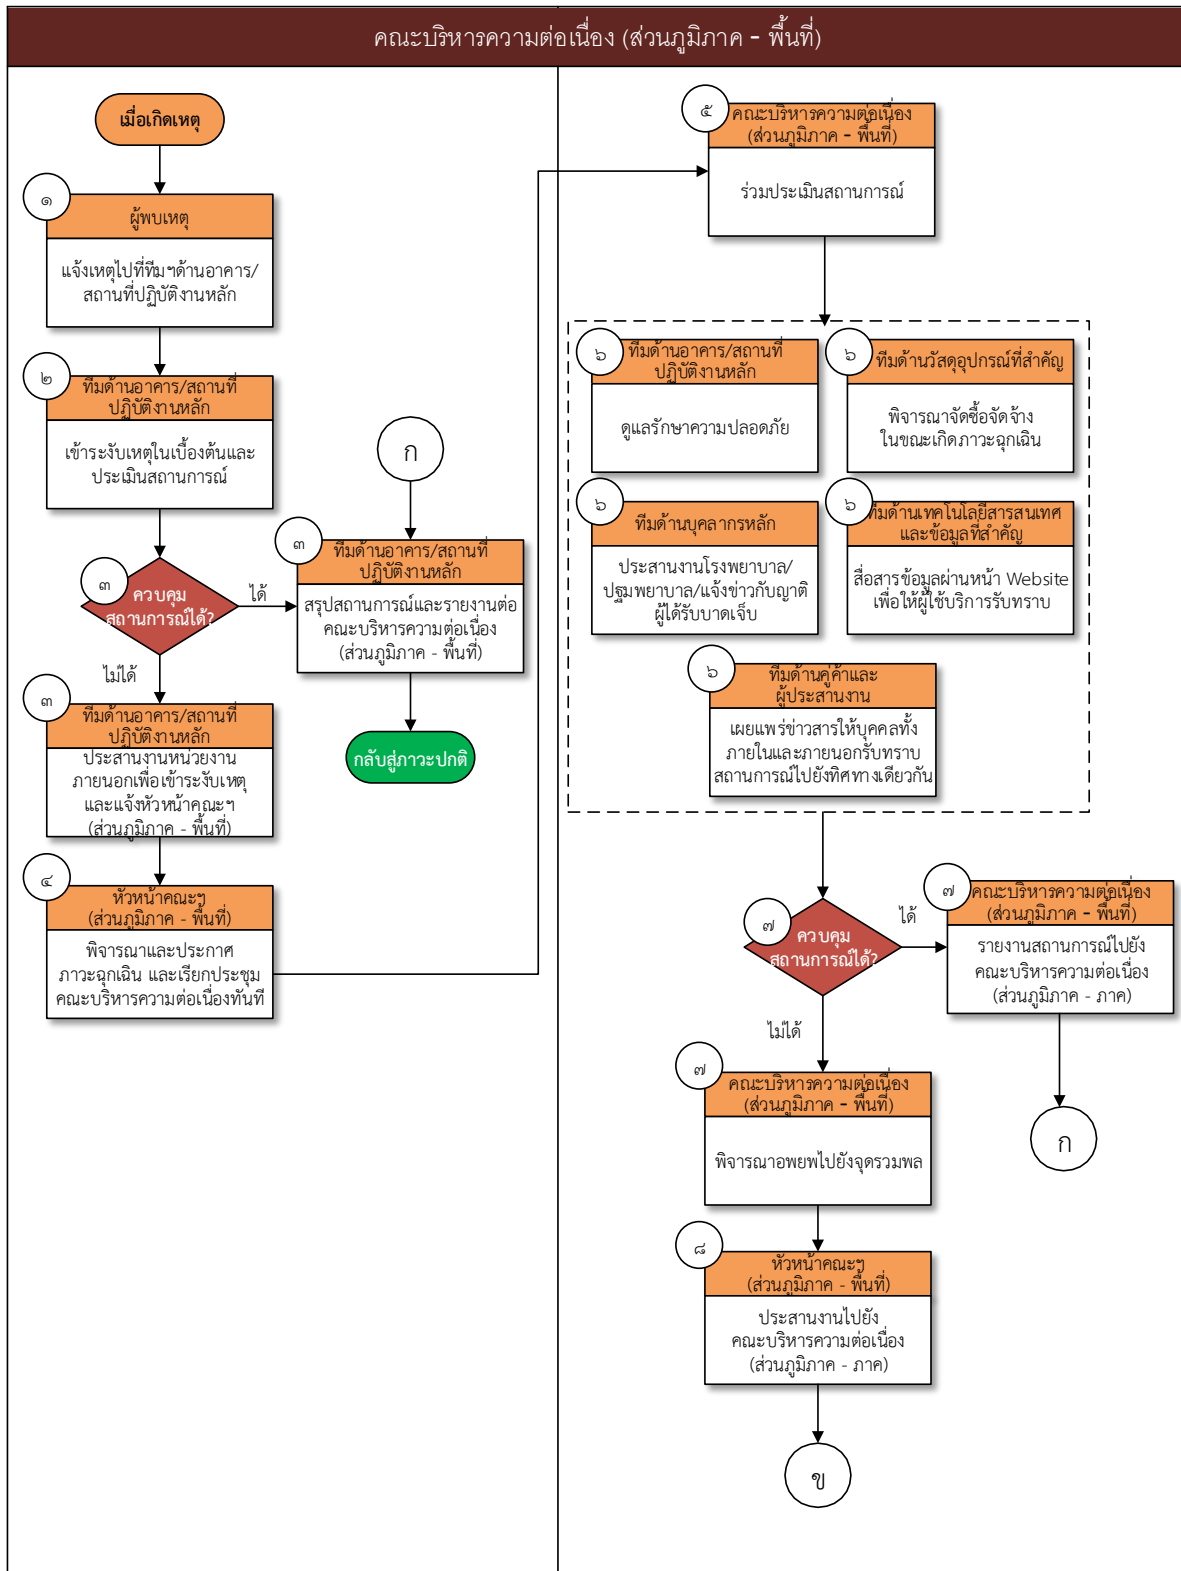 คณะบริหารความต่อเนื่อง (ส่วนภูมิภาค - พื้นที่)
เมื่อเกิดเหตุ
๑
ผู้พบเหตุ
แจ้งเหตุไปที่ทีมฯด้านอาคาร/
สถานที่ปฏิบัติงานหลัก
๒
ทีมด้านอาคาร/สถานที่
ปฏิบัติงานหลัก
เข้าระงับเหตุในเบื้องต้นและ
ประเมินสถานการณ์
๓
ควบคุม
สถานการณ์ได้?
ได้
ไม่ได้
ก
๓
ทีมด้านอาคาร/สถานที่
ปฏิบัติงานหลัก
สรุปสถานการณ์และรายงานต่อ
คณะบริหารความต่อเนื่อง
(ส่วนภูมิภาค - พื้นที่)
กลับสู่ภาวะปกติ
๓
ทีมด้านอาคาร/สถานที่
ปฏิบัติงานหลัก
ประสานงานหน่วยงาน
ภายนอกเพื่อเข้าระงับเหตุ
และแจ้งหัวหน้าคณะฯ
(ส่วนภูมิภาค - พื้นที่)
๔
หัวหน้าคณะฯ
(ส่วนภูมิภาค - พื้นที่)
พิจารณาและประกาศ
ภาวะฉุกเฉิน และเรียกประชุม
คณะบริหารความต่อเนื่องทันที
๕
คณะบริหารความต่อเนื่อง
(ส่วนภูมิภาค - พื้นที่)
ร่วมประเมินสถานการณ์
๖
ทีมด้านอาคาร/สถานที่
ปฏิบัติงานหลัก
ดูแลรักษาความปลอดภัย
๖
ทีมด้านวัสดุอุปกรณ์ที่สำคัญ
พิจารณาจัดซื้อจัดจ้าง
ในขณะเกิดภาวะฉุกเฉิน
๖
ทีมด้านบุคลากรหลัก
ประสานงานโรงพยาบาล/
ปฐมพยาบาล/แจ้งข่าวกับญาติ
ผู้ได้รับบาดเจ็บ
๖
ทีมด้านเทคโนโลยีสารสนเทศ
และข้อมูลที่สำคัญ
สื่อสารข้อมูลผ่านหน้า Website
เพื่อให้ผู้ใช้บริการรับทราบ
๖
ทีมด้านคู่ค้าและ
ผู้ประสานงาน
เผยแพร่ข่าวสารให้บุคคลทั้ง
ภายในและภายนอกรับทราบ
สถานการณ์ไปยังทิศทางเดียวกัน
๗
ควบคุม
สถานการณ์ได้?
ได้
ไม่ได้
๗
คณะบริหารความต่อเนื่อง
(ส่วนภูมิภาค - พื้นที่)
รายงานสถานการณ์ไปยัง
คณะบริหารความต่อเนื่อง
(ส่วนภูมิภาค - ภาค)
ก
๗
คณะบริหารความต่อเนื่อง
(ส่วนภูมิภาค - พื้นที่)
พิจารณาอพยพไปยังจุดรวมพล
๘
หัวหน้าคณะฯ
(ส่วนภูมิภาค - พื้นที่)
ประสานงานไปยัง
คณะบริหารความต่อเนื่อง
(ส่วนภูมิภาค - ภาค)
ข